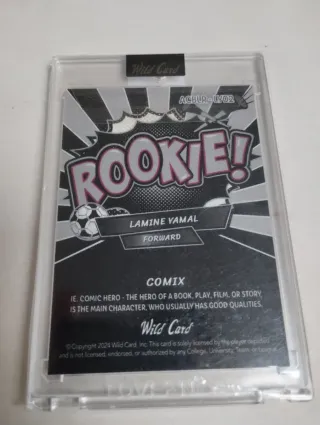 Wild Card
ROOKIE!
LAMINE YAMAL
FORWARD
COMIX
IE. COMIC HERO - THE HERO OF A BOOK, PLAY, FILM, OR STORY
IS THE MAIN CHARACTER, WHO USUALLY HAS GOOD QUALITIES.
Wild Card
© Copyright 2024 Wild Card, Inc. This card is solely licensed by the player depicted
and is not licensed, endorsed, or authorized by any College, University, Team, or